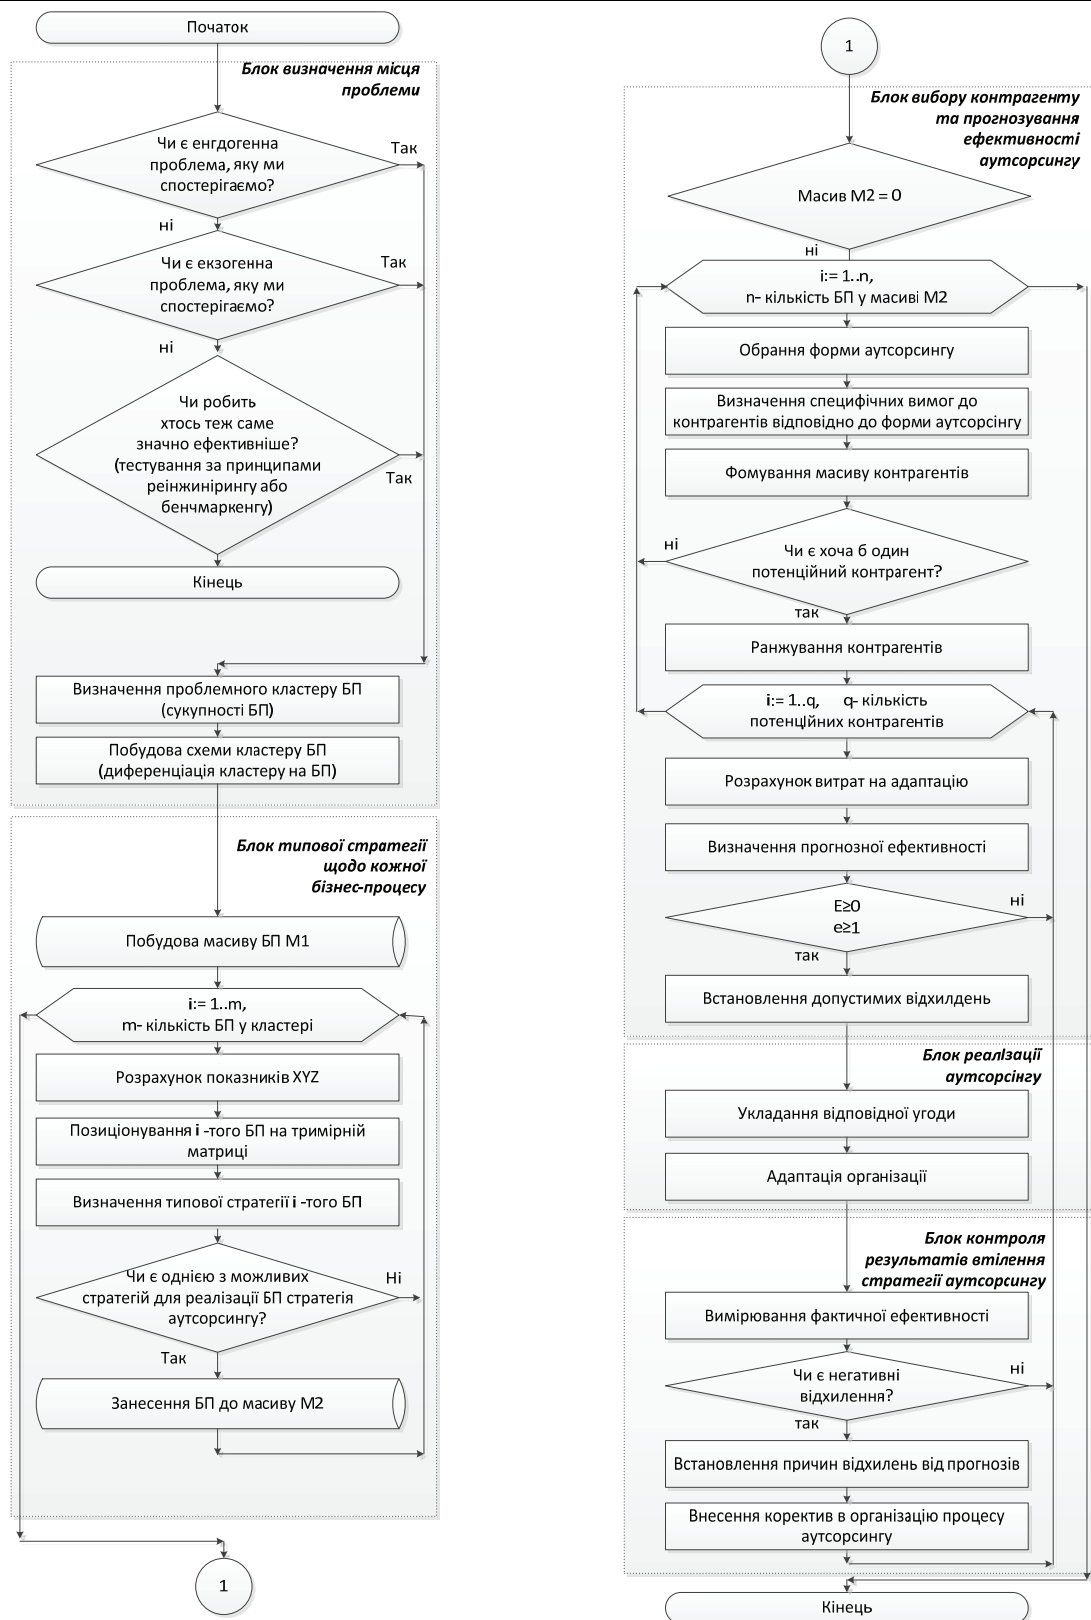 Початок
Блок визначення місця
проблеми
Чи є енгдогенна
проблема, яку ми
спостерігаємо?
Так
ні
Чи є екзогенна
проблема, яку ми
спостерігаємо?
Так
ні
Чи робить
хтось теж саме
значно ефективніше?
(тестування за принципами
реінжинірингу або
бенчмаркенгу)
Так
Кінець
Визначення проблемного кластеру БП
(сукупності БП)
Побудова схеми кластеру БП
(диференціація кластеру на БП)
Блок типової стратегії
щодо кожної
бізнес-процесу
Побудова масиву БП М1
i:= 1..m,
m- кількість БП у кластері
Розрахунок показників XYZ
Позиціонування i -того БП на тримірній
матриці
Визначення типової стратегії i -того БП
Чи є однією з можливих
стратегій для реалізації БП стратегія
аутсорсингу?
Ні
Так
Занесення БП до масиву М2
1
1
Блок вибору контрагенту
та прогнозування
ефективності
аутсорсингу
Масив М2 = 0
ні
i:= 1..n,
n- кількість БП у масиві М2
Обрання форми аутсорсингу
Визначення специфічних вимог до
контрагентів відповідно до форми аутсорсінгу
Фомування масиву контрагентів
Чи є хоча б один
потенційний контрагент?
ні
так
Ранжування контрагентів
i:= 1..q, q- кількість
потенційних контрагентів
Розрахунок витрат на адаптацію
Визначення прогнозної ефективності
E≥0
e≥1
ні
так
Встановлення допустимих відхилдень
Блок реалізації
аутсорсінгу
Укладання відповідної угоди
Адаптація організації
Блок контроля
результатів втілення
стратегії аутсорсингу
Вимірювання фактичної ефективності
Чи є негативні
відхилення?
ні
так
Встановлення причин відхилень від прогнозів
Внесення коректив в організацію процесу
аутсорсингу
Кінець